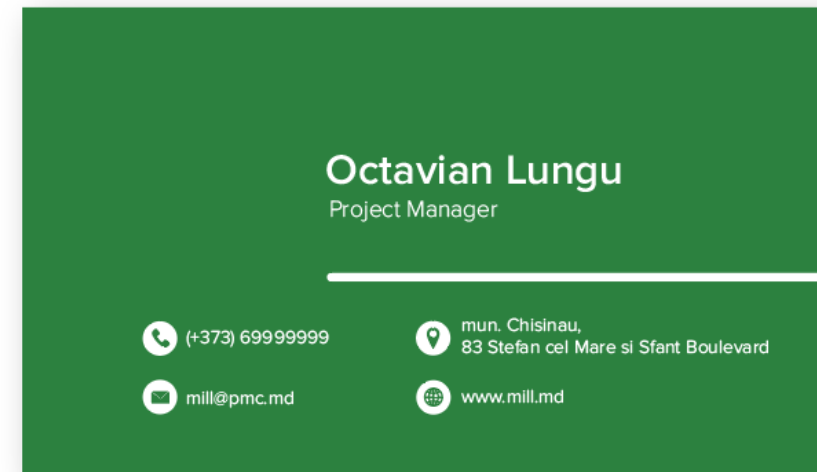 Octavian Lungu
Project Manager
(+373) 69999999
mun. Chisinau,
83 Stefan cel Mare si Sfant Boulevard
mill@pmc.md
www.mill.md